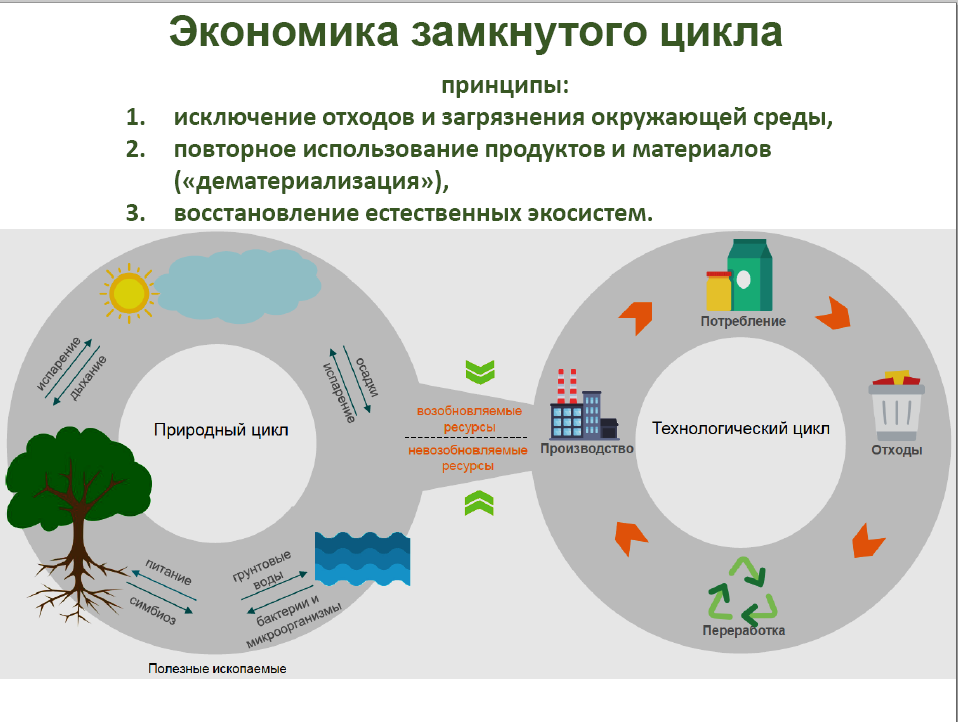 Экономика замкнутого цикла
принципы:
1. исключение отходов и загрязнения окружающей среды,
2. повторное использование продуктов и материалов
(«дематериализация»),
3. восстановление естественных экосистем.
испарение
дыхание
осадки
испарение
Природный цикл
питание
симбиоз
грунтовые
воды
бактерии и
микроорганизмы
Полезные ископаемые
возобновляемые
ресурсы
невозобновляемые
ресурсы
Потребление
Производство
Технологический цикл
Отходы
Переработка